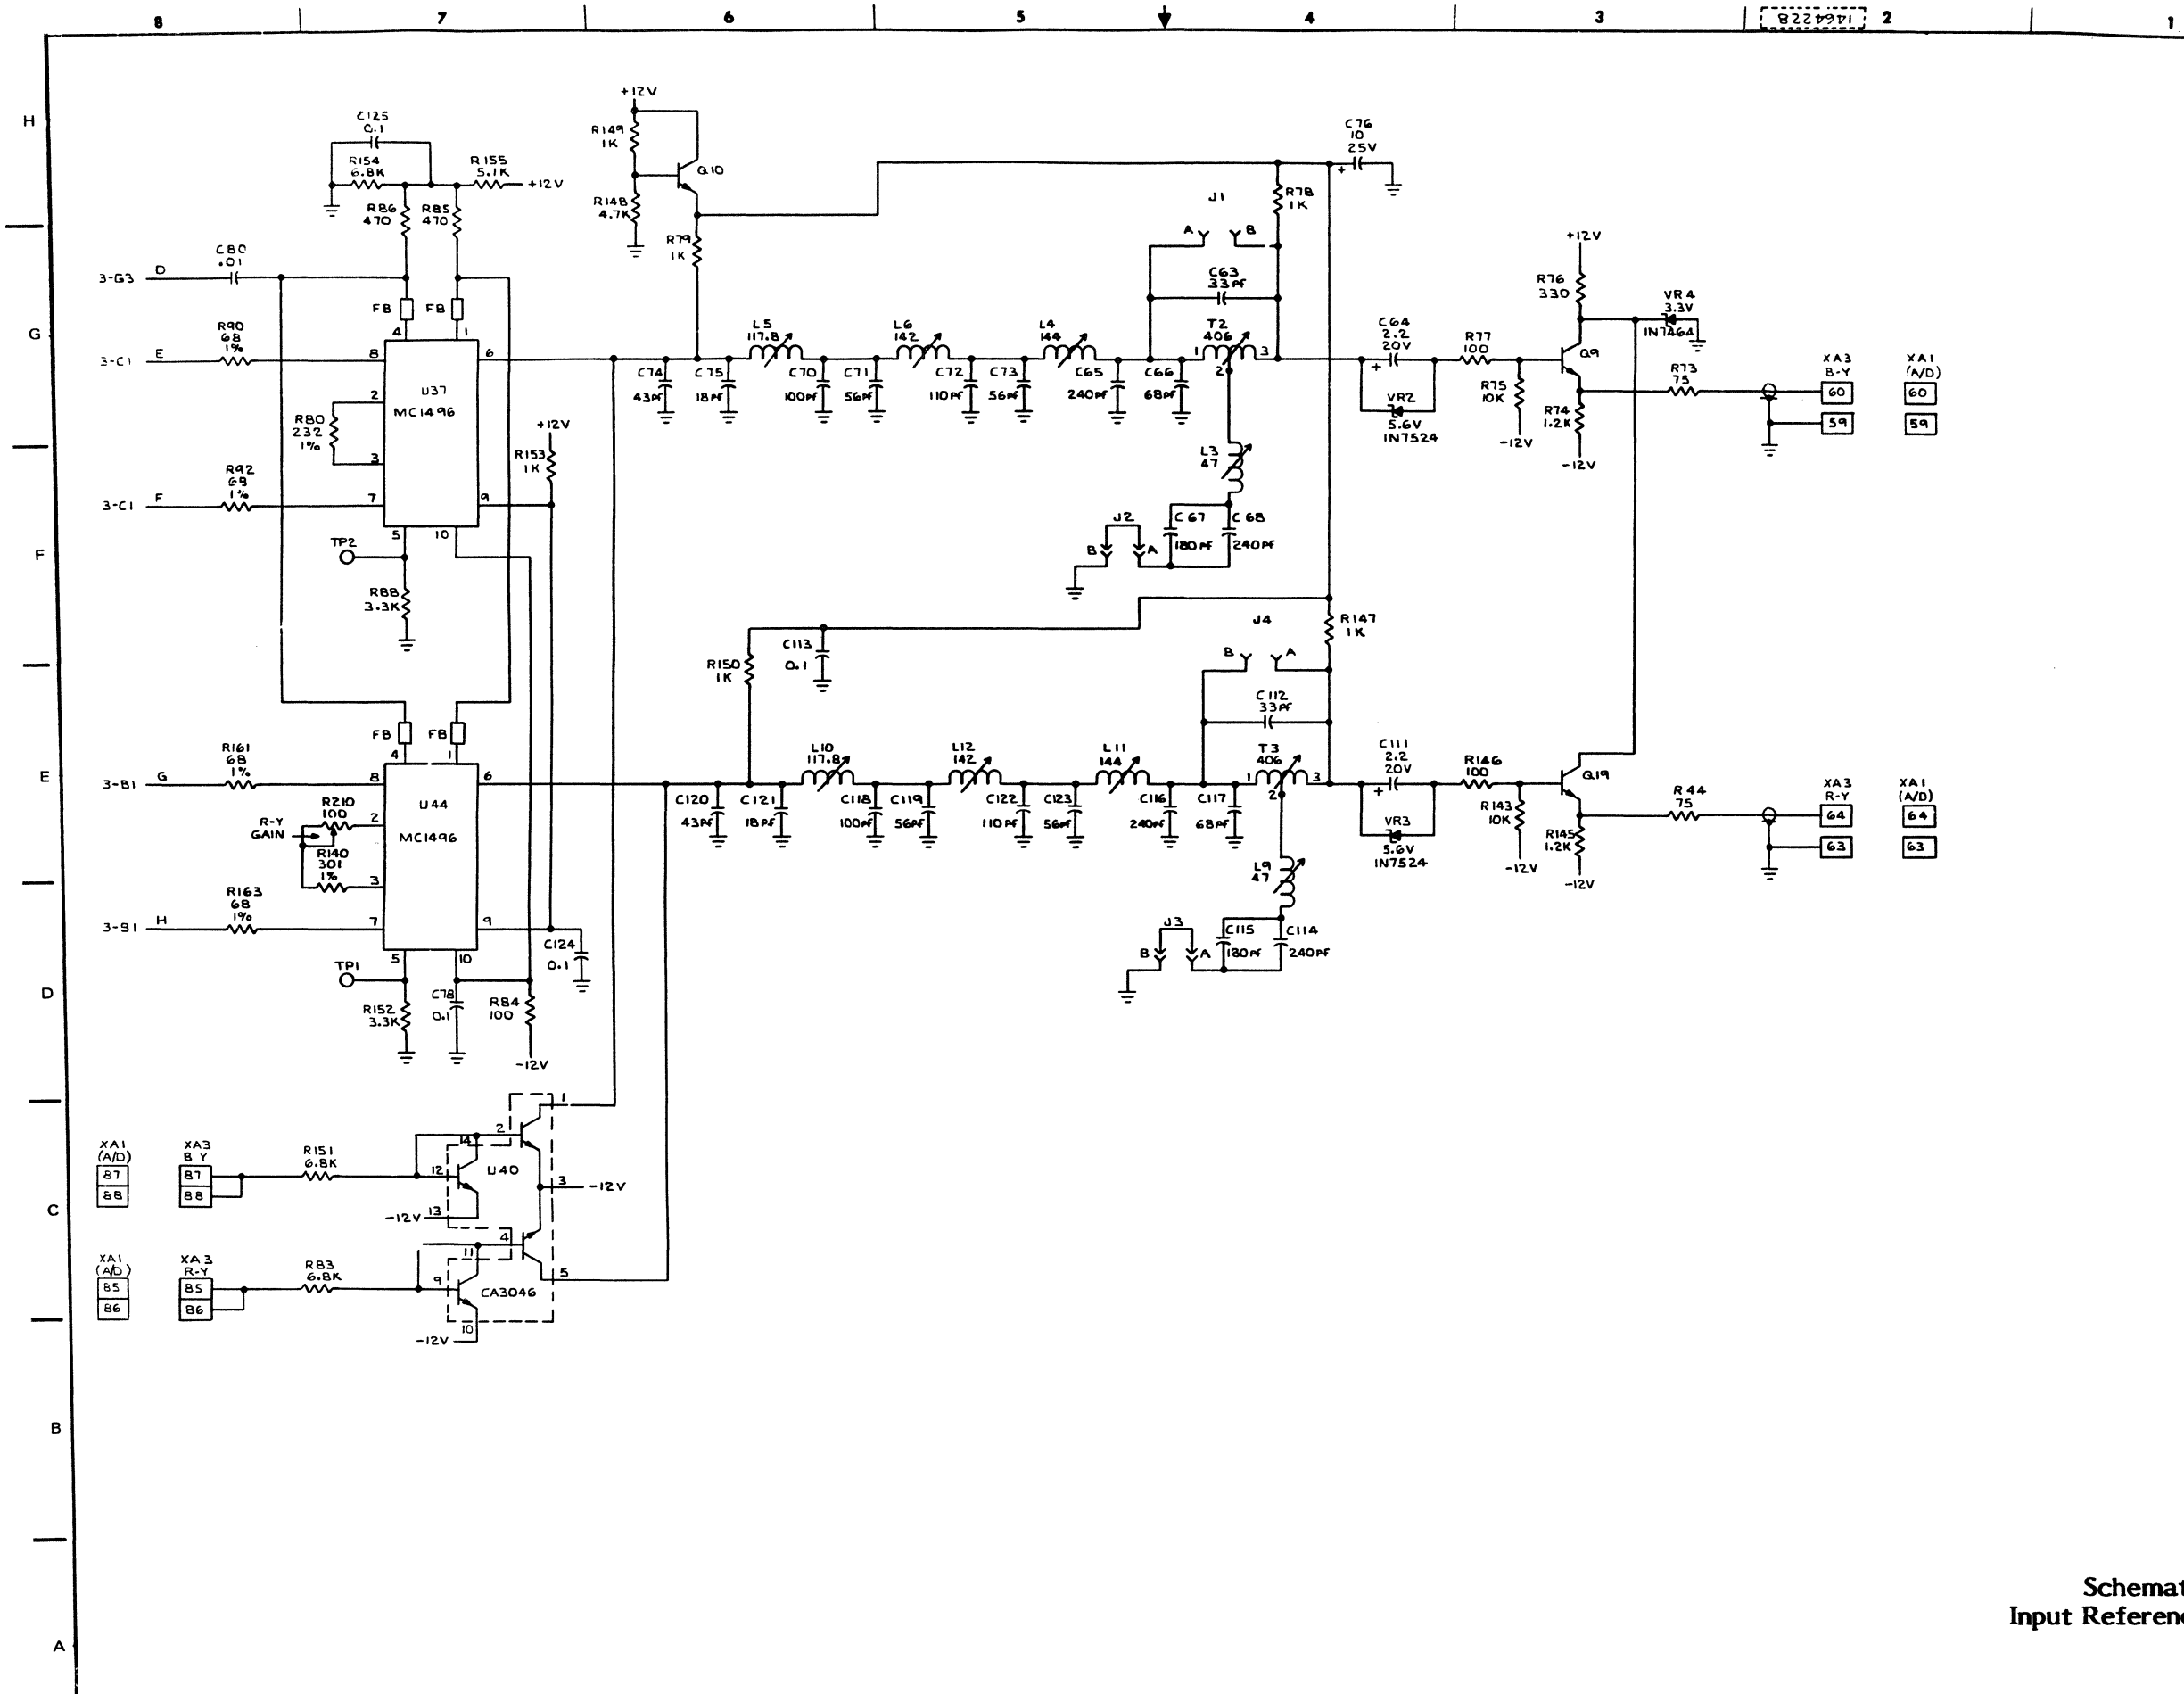 8 7 6 5 4 3 1464228 2 1
H
C125
0.1
R154
6.8K
R155
5.1K
+12V
R86
470
R85
470
+12V
R149
1K
Q10
R148
4.7K
R79
1K
C76
10
25V
+
J1
R78
1K
A B
G
3-G3 D
C80
.01
FB FB
4 1
R90
68
1%
3-C1 E
8 6
U37
MC1496
2
R80
232
1%
3
R92
68
1%
3-C1 F
7 9
5 10
+12V
R153
1K
C74
43PF
C75
18PF
L5
117.8
C70
100PF
C71
56PF
L6
142
C72
110PF
C73
56PF
L4
144
C65
240PF
C66
68PF
C63
33PF
T2
406
1 3
2
L3
47
C64
2.2
20V
+
VR2
5.6V
1N7524
R77
100
R75
10K
-12V
+12V
R76
330
VR4
3.3V
1N7464
Q9
R74
1.2K
-12V
R73
75
XA3
B-Y
60
59
XA1
(A/D)
60
59
F
TP2
R88
3.3K
J2
B A
C67
180PF
C68
240PF
C113
0.1
R150
1K
J4
R147
1K
B A
C112
33PF
E
FB FB
4 1
R161
68
1%
3-B1 G
8 6
U44
MC1496
R210
100
2
R-Y
GAIN
R140
301
1%
3
R163
68
1%
3-B1 H
7 9
5 10
C120
43PF
C121
18PF
L10
117.8
C118
100PF
C119
56PF
L12
142
C122
110PF
C123
56PF
L11
144
C116
240PF
C117
68PF
T3
406
1 3
2
L9
47
C111
2.2
20V
+
VR3
5.6V
1N7524
R146
100
R143
10K
-12V
Q19
R145
1.2K
-12V
R44
75
XA3
R-Y
64
63
XA1
(A/D)
64
63
D
TP1
R152
3.3K
C78
0.1
R84
100
-12V
C124
0.1
J3
B A
C115
180PF
C114
240PF
C
XA1
(A/D)
87
88
XA3
B Y
87
88
R151
6.8K
1
2
14
12
U40
3 -12V
-12V 13
XA1
(A/D)
85
86
XA3
R-Y
85
86
R83
6.8K
4
11
5
9
CA3046
10
-12V
B
A
Schemat
Input Referen